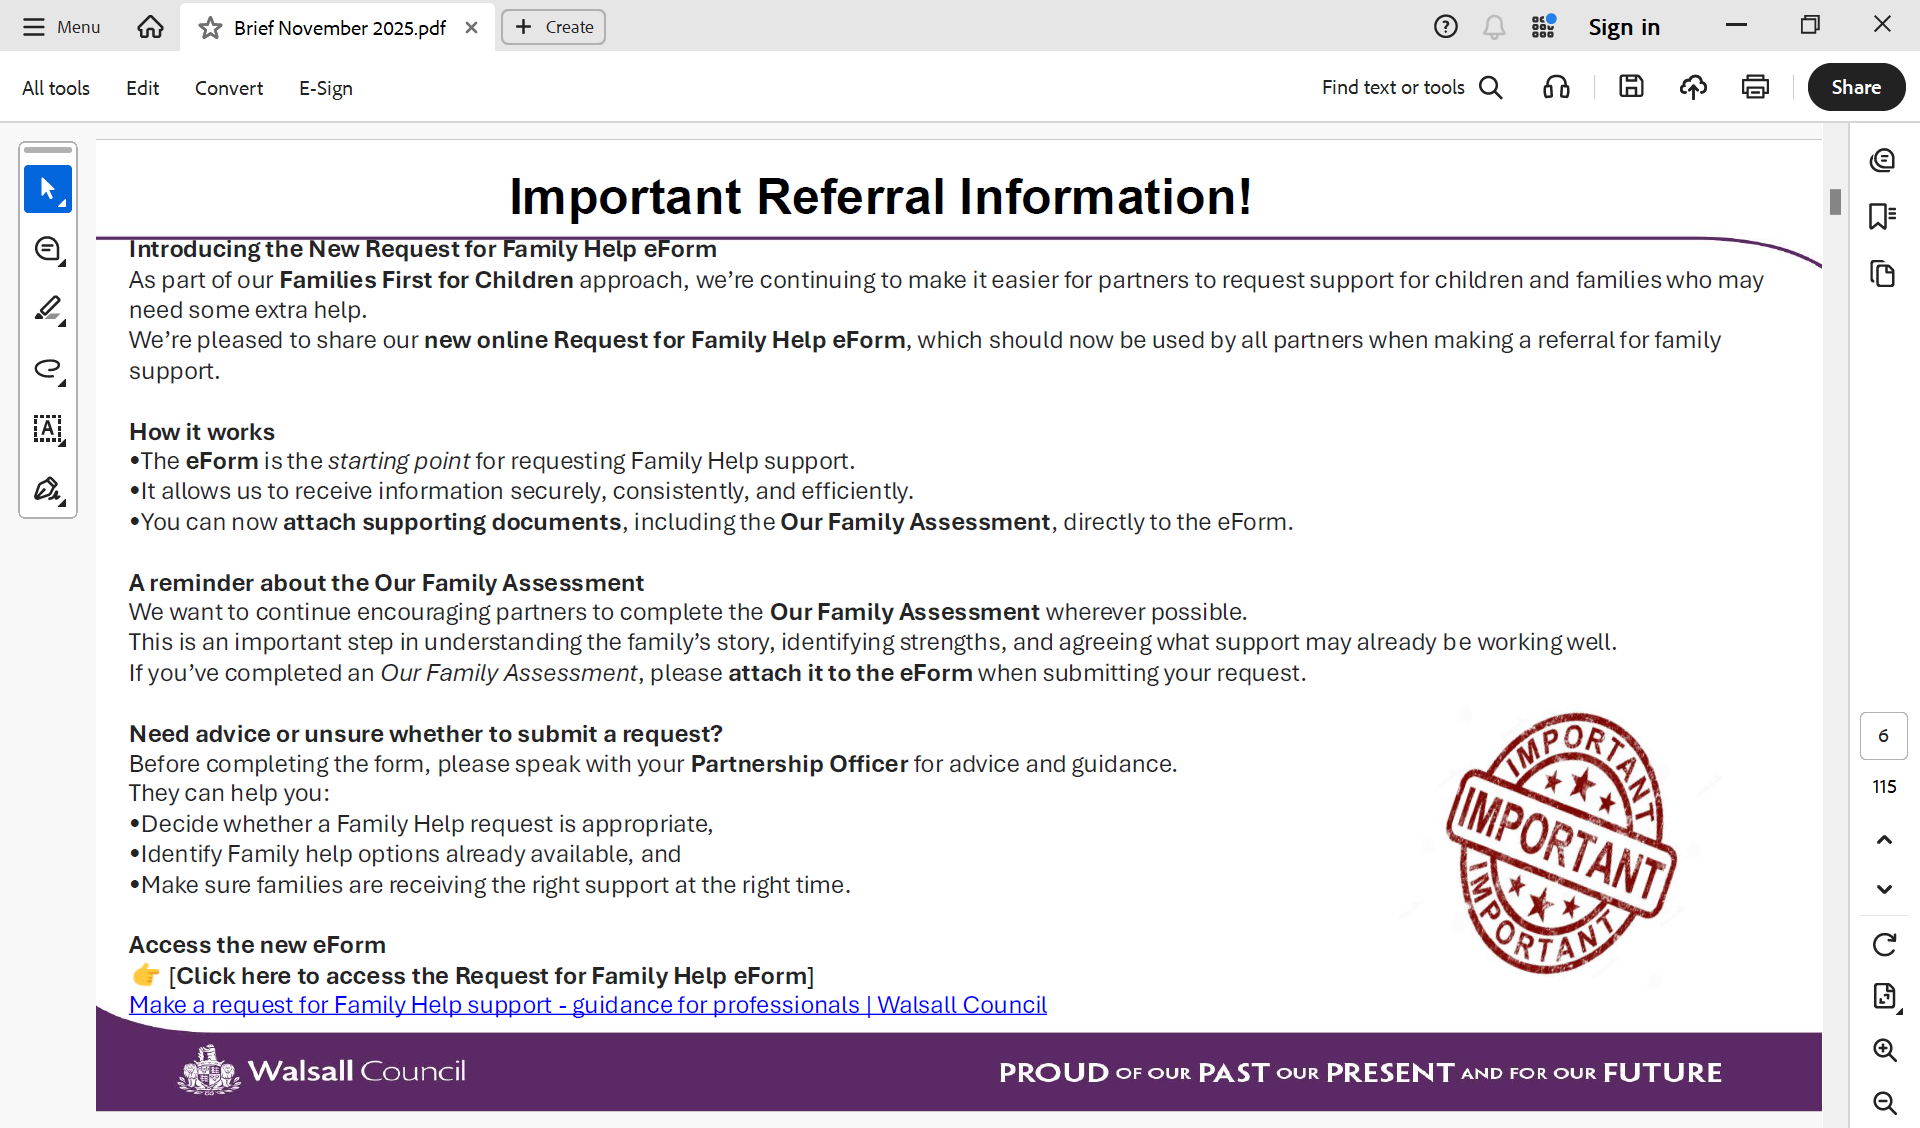 Menu
Brief November 2025.pdf
Create
Sign in
All tools
Edit
Convert
E-Sign
Find text or tools
Share
Important Referral Information!
Introducing the New Request for Family Help eForm
As part of our Families First for Children approach, we’re continuing to make it easier for partners to request support for children and families who may
need some extra help.
We’re pleased to share our new online Request for Family Help eForm, which should now be used by all partners when making a referral for family
support.
How it works
•The eForm is the starting point for requesting Family Help support.
•It allows us to receive information securely, consistently, and efficiently.
•You can now attach supporting documents, including the Our Family Assessment, directly to the eForm.
A reminder about the Our Family Assessment
We want to continue encouraging partners to complete the Our Family Assessment wherever possible.
This is an important step in understanding the family’s story, identifying strengths, and agreeing what support may already be working well.
If you’ve completed an Our Family Assessment, please attach it to the eForm when submitting your request.
Need advice or unsure whether to submit a request?
Before completing the form, please speak with your Partnership Officer for advice and guidance.
They can help you:
•Decide whether a Family Help request is appropriate,
•Identify Family help options already available, and
•Make sure families are receiving the right support at the right time.
IMPORTANT
IMPORTANT
IMPORTANT
Access the new eForm
👉 [Click here to access the Request for Family Help eForm]
Make a request for Family Help support - guidance for professionals | Walsall Council
Walsall Council
PROUD OF OUR PAST OUR PRESENT AND FOR OUR FUTURE
6
115